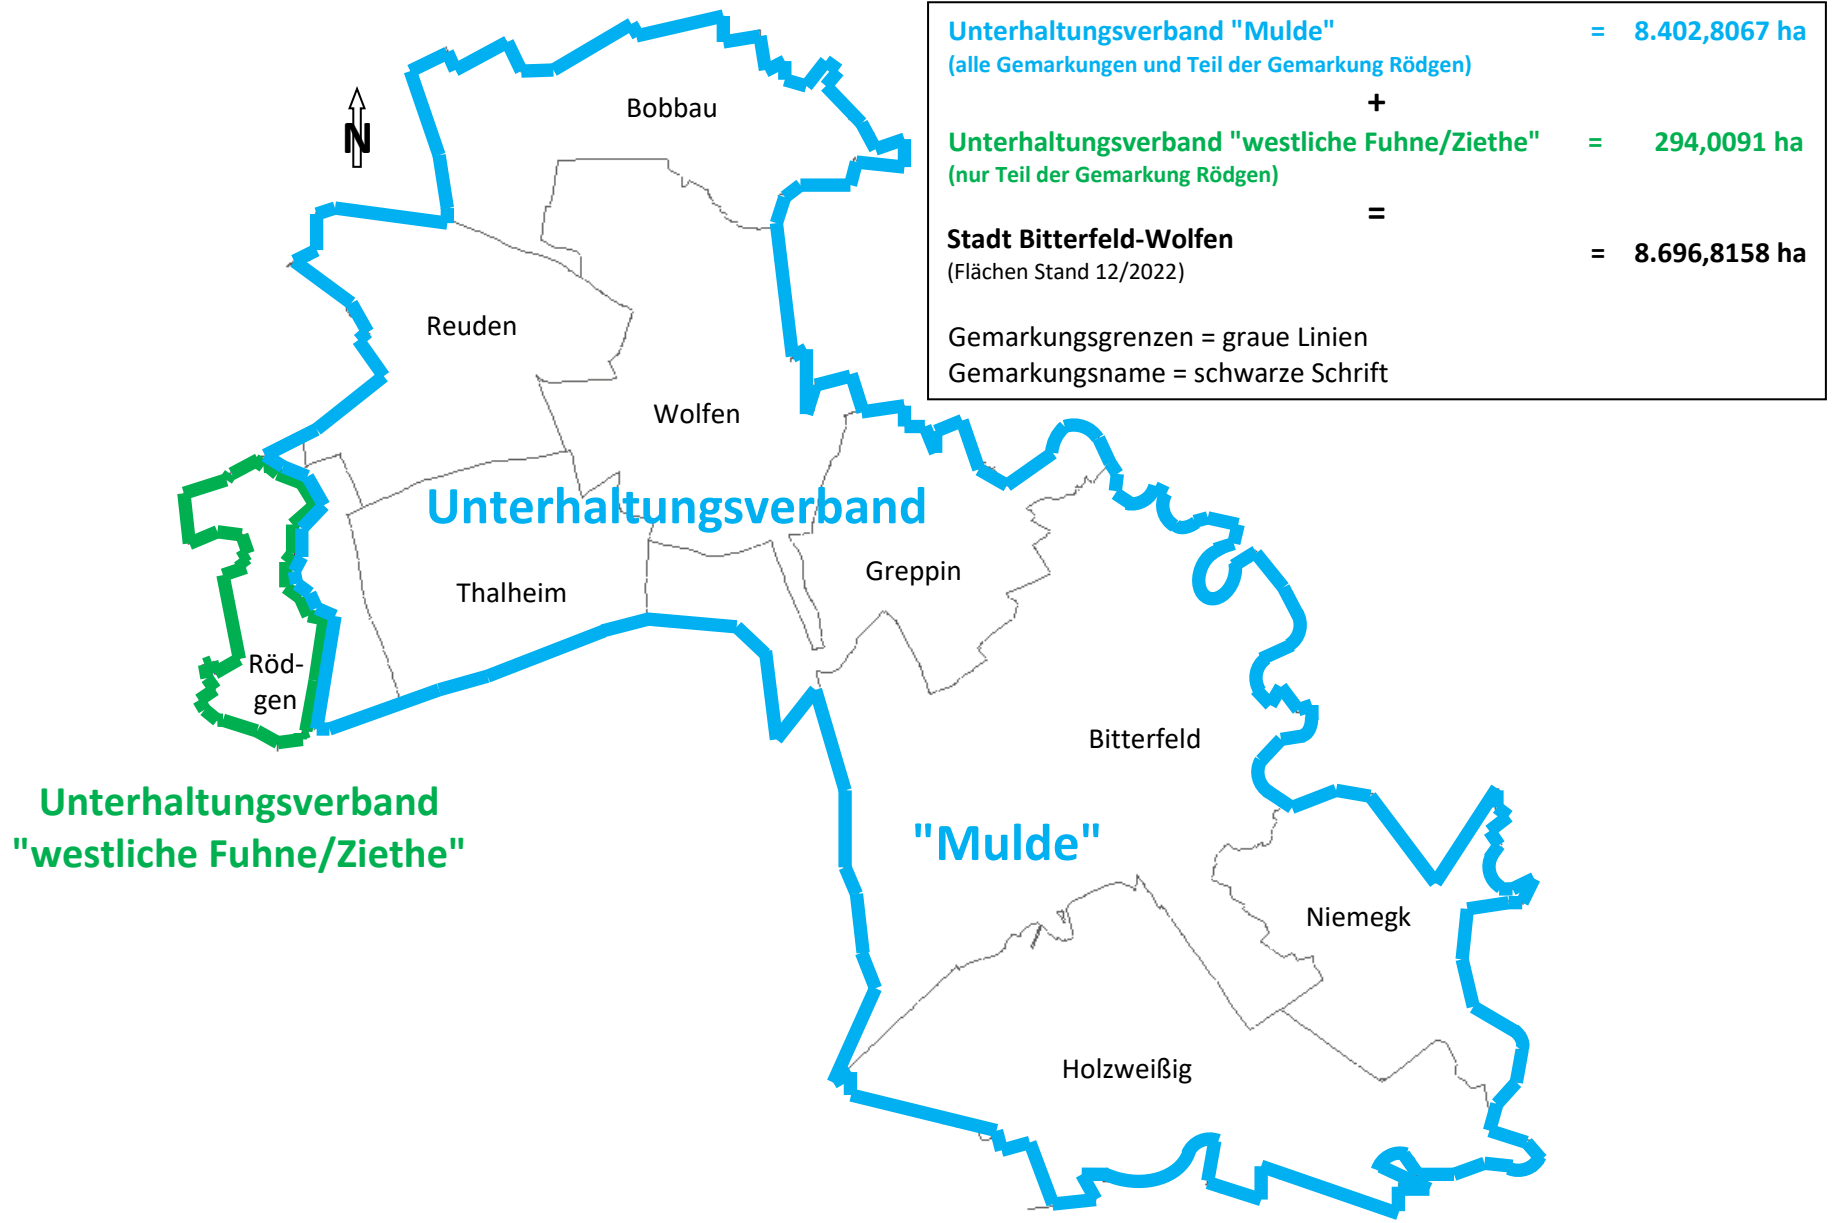 Unterhaltungsverband "Mulde" = 8.402,8067 ha
(alle Gemarkungen und Teil der Gemarkung Rödgen)
+
Unterhaltungsverband "westliche Fuhne/Ziethe" = 294,0091 ha
(nur Teil der Gemarkung Rödgen)
=
Stadt Bitterfeld-Wolfen
= 8.696,8158 ha
(Flächen Stand 12/2022)
Gemarkungsgrenzen = graue Linien
Gemarkungsname = schwarze Schrift
N
Bobbau
Reuden
Wolfen
Unterhaltungsverband
Thalheim
Greppin
Röd-
gen
Bitterfeld
Unterhaltungsverband
"westliche Fuhne/Ziethe"
"Mulde"
Niemegk
Holzweißig